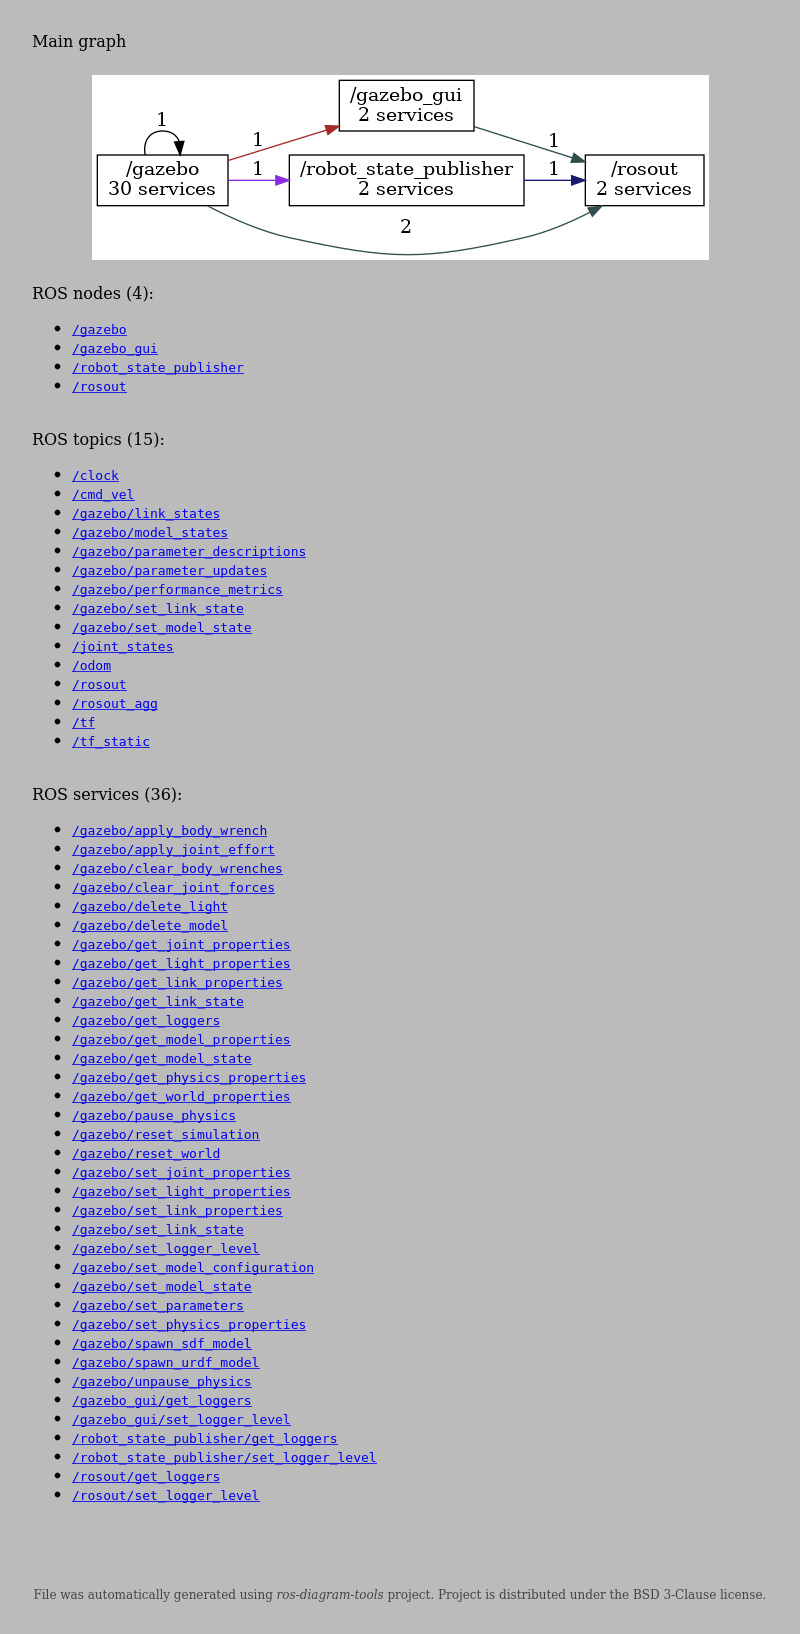 Main graph
/gazebo_gui
2 services
1
1
1
/gazebo
30 services
1
/robot_state_publisher
2 services
1
/rosout
2 services
2
ROS nodes (4):
/gazebo
/gazebo_gui
/robot_state_publisher
/rosout
ROS topics (15):
/clock
/cmd_vel
/gazebo/link_states
/gazebo/model_states
/gazebo/parameter_descriptions
/gazebo/parameter_updates
/gazebo/performance_metrics
/gazebo/set_link_state
/gazebo/set_model_state
/joint_states
/odom
/rosout
/rosout_agg
/tf
/tf_static
ROS services (36):
/gazebo/apply_body_wrench
/gazebo/apply_joint_effort
/gazebo/clear_body_wrenches
/gazebo/clear_joint_forces
/gazebo/delete_light
/gazebo/delete_model
/gazebo/get_joint_properties
/gazebo/get_light_properties
/gazebo/get_link_properties
/gazebo/get_link_state
/gazebo/get_loggers
/gazebo/get_model_properties
/gazebo/get_model_state
/gazebo/get_physics_properties
/gazebo/get_world_properties
/gazebo/pause_physics
/gazebo/reset_simulation
/gazebo/reset_world
/gazebo/set_joint_properties
/gazebo/set_light_properties
/gazebo/set_link_properties
/gazebo/set_link_state
/gazebo/set_logger_level
/gazebo/set_model_configuration
/gazebo/set_model_state
/gazebo/set_parameters
/gazebo/set_physics_properties
/gazebo/spawn_sdf_model
/gazebo/spawn_urdf_model
/gazebo/unpause_physics
/gazebo_gui/get_loggers
/gazebo_gui/set_logger_level
/robot_state_publisher/get_loggers
/robot_state_publisher/set_logger_level
/rosout/get_loggers
/rosout/set_logger_level
File was automatically generated using ros-diagram-tools project. Project is distributed under the BSD 3-Clause license.